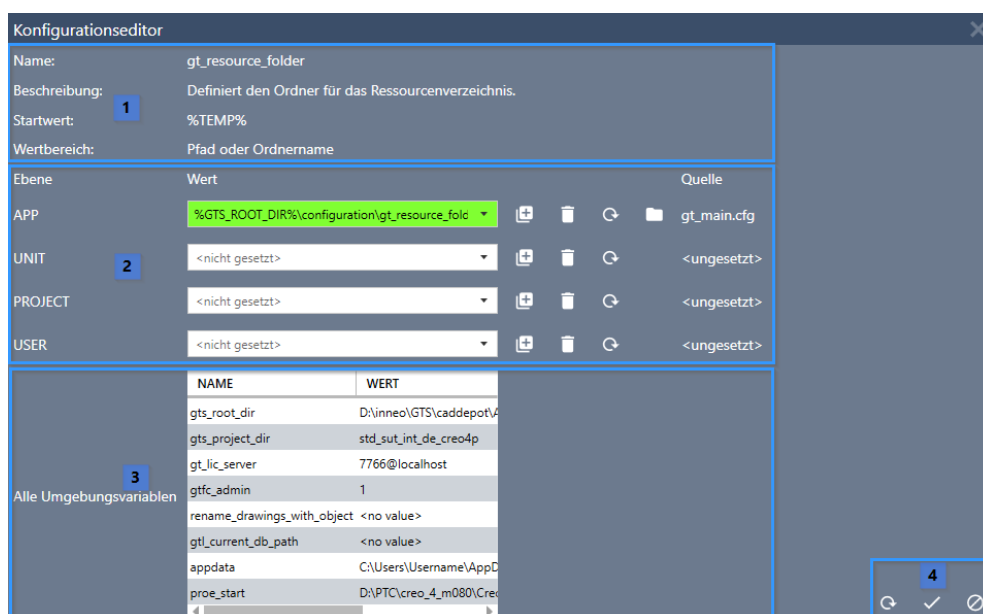 Konfigurationseditor
Name: gt_resource_folder
Beschreibung: Definiert den Ordner für das Ressourcenverzeichnis.
1
Startwert: %TEMP%
Wertbereich: Pfad oder Ordnername
Ebene Wert Quelle
APP %GTS_ROOT_DIR%\configuration\gt_resource_fold gt_main.cfg
UNIT <nicht gesetzt> <ungesetzt>
2
PROJECT <nicht gesetzt> <ungesetzt>
USER <nicht gesetzt> <ungesetzt>
NAME WERT
gts_root_dir D:\inneo\GTS\caddepot\A
gts_project_dir std_sut_int_de_creo4p
gt_lic_server 7766@localhost
3
Alle Umgebungsvariablen
gtfc_admin 1
rename_drawings_with_object <no value>
gtl_current_db_path <no value>
appdata C:\Users\Username\AppD
proe_start D:\PTC\creo_4_m080\Creo
4